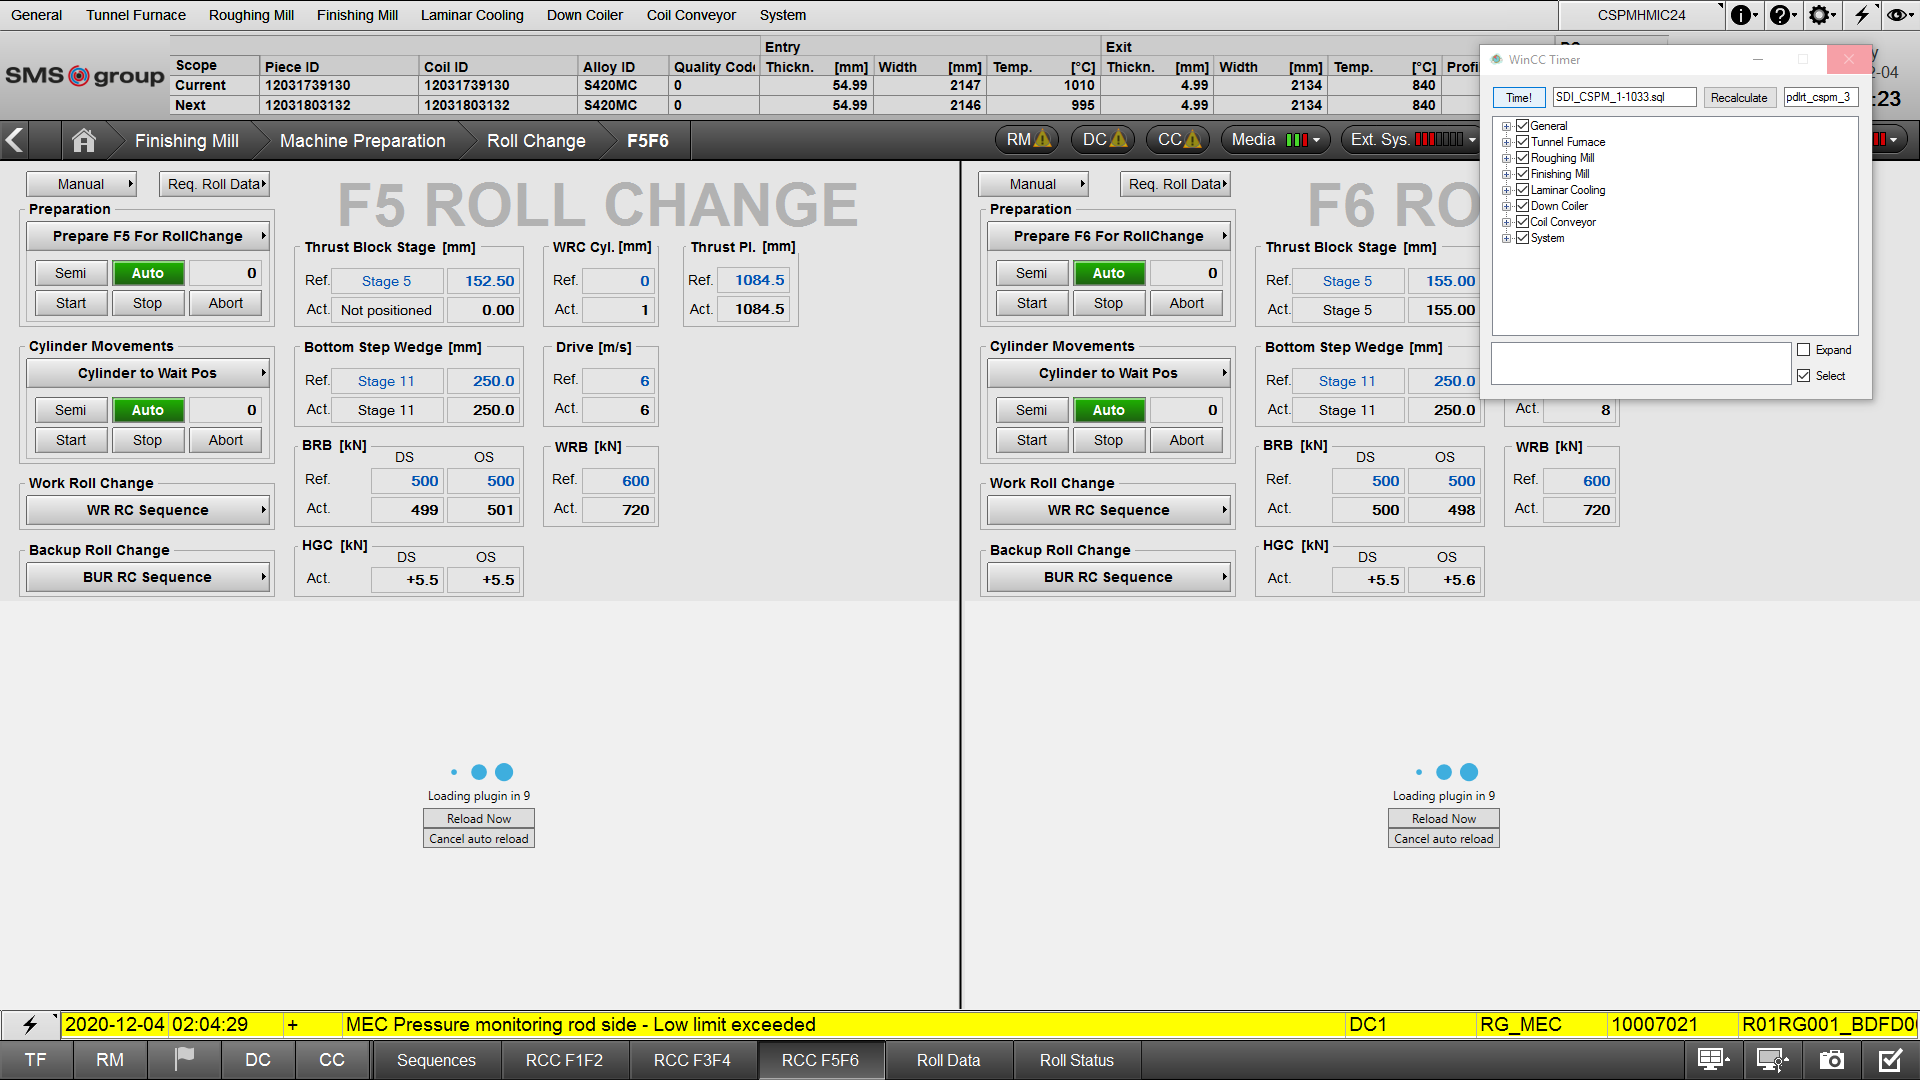 General Tunnel Furnace Roughing Mill Finishing Mill Laminar Cooling Down Coiler Coil Conveyor System CSPMHMIC24
SMS group
Entry Exit
Scope Piece ID Coil ID Alloy ID Quality Code Thickn. [mm] Width [mm] Temp. [°C] Thickn. [mm] Width [mm] Temp. [°C] Profi
Current 12031739130 12031739130 S420MC 0 54.99 2147 1010 4.99 2134 840
Next 12031803132 12031803132 S420MC 0 54.99 2146 995 4.99 2134 840
-04
:23
Finishing Mill Machine Preparation Roll Change F5F6 RM DC CC Media Ext. Sys.
WinCC Timer
Time! SDI_CSPM_1-1033.sql Recalculate pdlrt_cspm_3
General
Tunnel Furnace
Roughing Mill
Finishing Mill
Laminar Cooling
Down Coiler
Coil Conveyor
System
Expand
Select
Manual Req. Roll Data
F5 ROLL CHANGE
Preparation
Prepare F5 For RollChange
Semi Auto 0
Start Stop Abort
Thrust Block Stage [mm]
Ref. Stage 5 152.50
Act. Not positioned 0.00
WRC Cyl. [mm]
Ref. 0
Act. 1
Thrust Pl. [mm]
Ref. 1084.5
Act. 1084.5
Cylinder Movements
Cylinder to Wait Pos
Semi Auto 0
Start Stop Abort
Bottom Step Wedge [mm]
Ref. Stage 11 250.0
Act. Stage 11 250.0
Drive [m/s]
Ref. 6
Act. 6
Work Roll Change
WR RC Sequence
BRB [kN]
DS OS
Ref. 500 500
Act. 499 501
WRB [kN]
Ref. 600
Act. 720
Backup Roll Change
BUR RC Sequence
HGC [kN]
DS OS
Act. +5.5 +5.5
Loading plugin in 9
Reload Now
Cancel auto reload
Manual Req. Roll Data
F6 RO
Preparation
Prepare F6 For RollChange
Semi Auto 0
Start Stop Abort
Thrust Block Stage [mm]
Ref. Stage 5 155.00
Act. Stage 5 155.00
Cylinder Movements
Cylinder to Wait Pos
Semi Auto 0
Start Stop Abort
Bottom Step Wedge [mm]
Ref. Stage 11 250.0
Act. Stage 11 250.0
Act. 8
Work Roll Change
WR RC Sequence
BRB [kN]
DS OS
Ref. 500 500
Act. 500 498
WRB [kN]
Ref. 600
Act. 720
Backup Roll Change
BUR RC Sequence
HGC [kN]
DS OS
Act. +5.5 +5.6
Loading plugin in 9
Reload Now
Cancel auto reload
2020-12-04 02:04:29 + MEC Pressure monitoring rod side - Low limit exceeded DC1 RG_MEC 10007021 R01RG001_BDFD0
TF RM DC CC Sequences RCC F1F2 RCC F3F4 RCC F5F6 Roll Data Roll Status